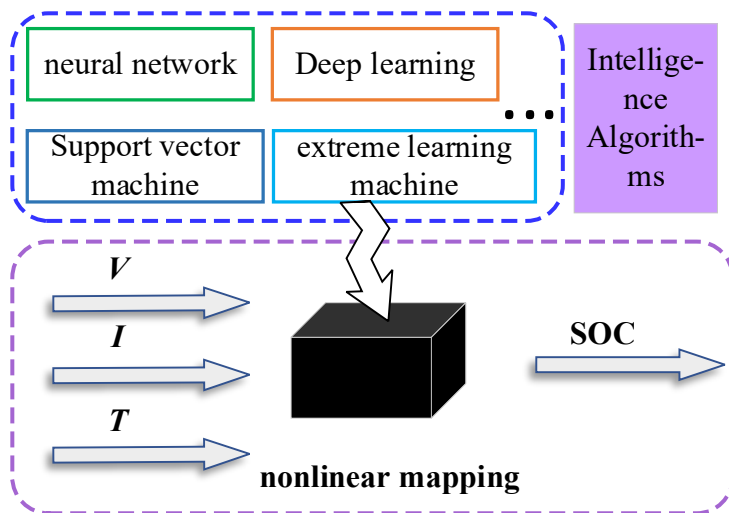 neural network
Deep learning
Intellige-
nce
Algorith-
ms
...
Support vector
machine
extreme learning
machine
V
I
T
SOC
nonlinear mapping